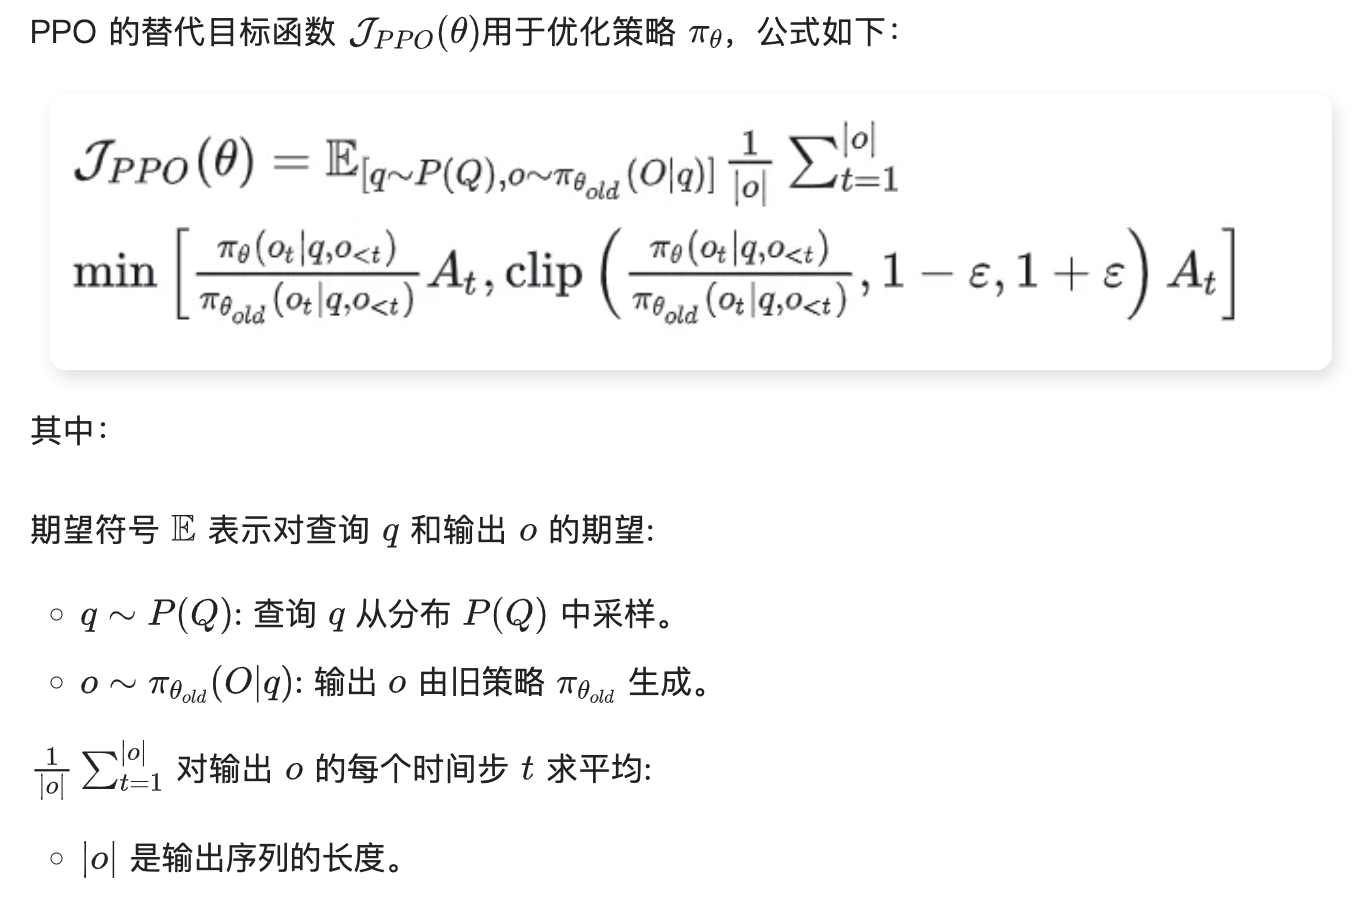 PPO 的替代目标函数 $\mathcal{J}_{PPO}(\theta)$用于优化策略 $\pi_\theta$，公式如下：
$\mathcal{J}_{PPO}(\theta) = \mathbb{E}_{[q \sim P(Q), o \sim \pi_{\theta_{old}}(O|q)]} \frac{1}{|o|} \sum_{t=1}^{|o|}$
$\min \left[ \frac{\pi_\theta(o_t|q,o_{<t})}{\pi_{\theta_{old}}(o_t|q,o_{<t})} A_t, \text{clip} \left( \frac{\pi_\theta(o_t|q,o_{<t})}{\pi_{\theta_{old}}(o_t|q,o_{<t})}, 1 - \varepsilon, 1 + \varepsilon \right) A_t \right]$
其中：
期望符号 $\mathbb{E}$ 表示对查询 $q$ 和输出 $o$ 的期望:
○ $q \sim P(Q)$: 查询 $q$ 从分布 $P(Q)$ 中采样。
○ $o \sim \pi_{\theta_{old}}(O|q)$: 输出 $o$ 由旧策略 $\pi_{\theta_{old}}$ 生成。
$\frac{1}{|o|} \sum_{t=1}^{|o|}$ 对输出 $o$ 的每个时间步 $t$ 求平均:
○ $|o|$ 是输出序列的长度。